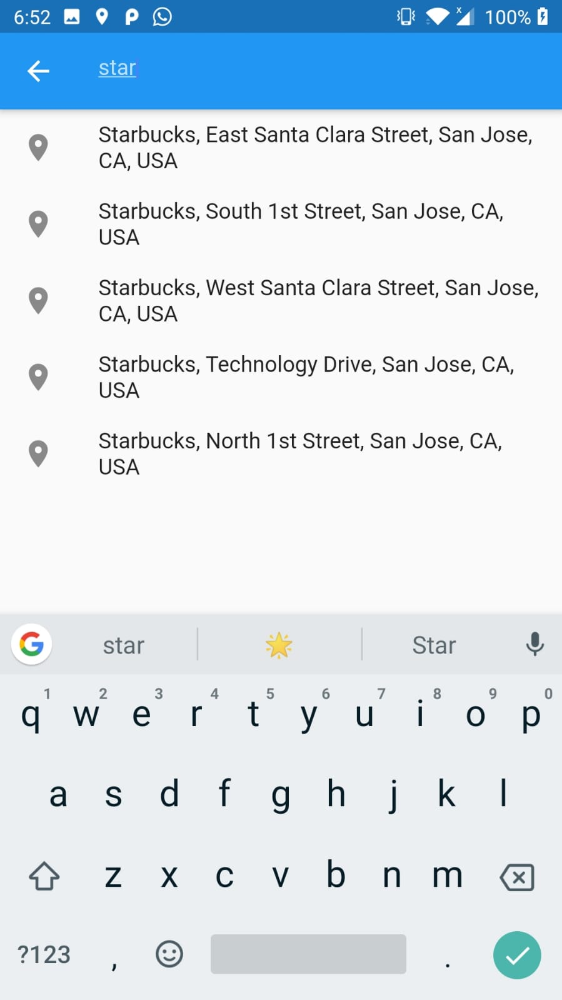 6:52 100%
star
Starbucks, East Santa Clara Street, San Jose,
CA, USA
Starbucks, South 1st Street, San Jose, CA,
USA
Starbucks, West Santa Clara Street, San Jose,
CA, USA
Starbucks, Technology Drive, San Jose, CA,
USA
Starbucks, North 1st Street, San Jose, CA,
USA
G star 🌟 Star
1 2 3 4 5 6 7 8 9 0
q w e r t y u i o p
a s d f g h j k l
z x c v b n m
?123 , .